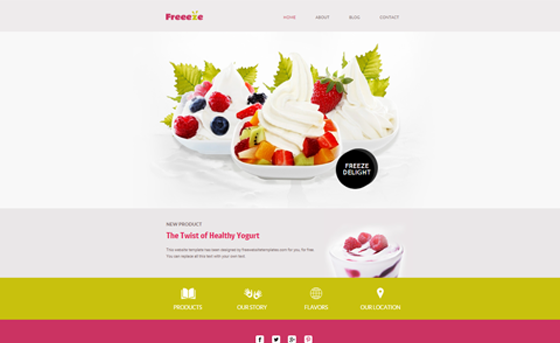 Freeeze
HOME ABOUT BLOG CONTACT
FREEZE
DELIGHT
NEW PRODUCT
The Twist of Healthy Yogurt
This website template has been designed by freewebsitetemplates.com for you, for free.
You can replace all this text with your own text.
PRODUCTS OUR STORY FLAVORS OUR LOCATION